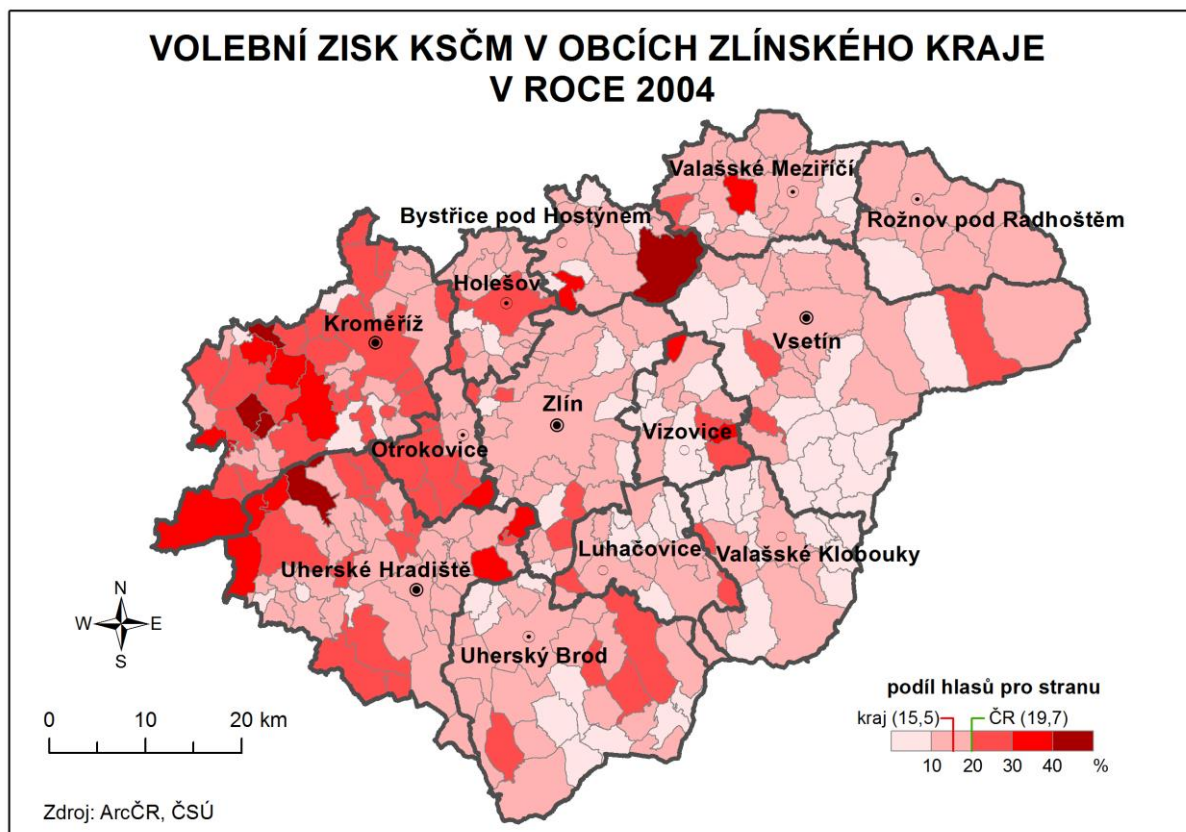 VOLEBNÍ ZISK KSČM V OBCÍCH ZLÍNSKÉHO KRAJE
V ROCE 2004
Valašské Meziříčí
Bystřice pod Hostýnem
Rožnov pod Radhoštěm
Holešov
Kroměříž
Vsetín
Zlín
Vizovice
Otrokovice
Luhačovice
Valašské Klobouky
Uherské Hradiště
N
W E
S
Uherský Brod
podíl hlasů pro stranu
kraj (15,5) ČR (19,7)
10 20 30 40 %
0 10 20 km
Zdroj: ArcČR, ČSÚ